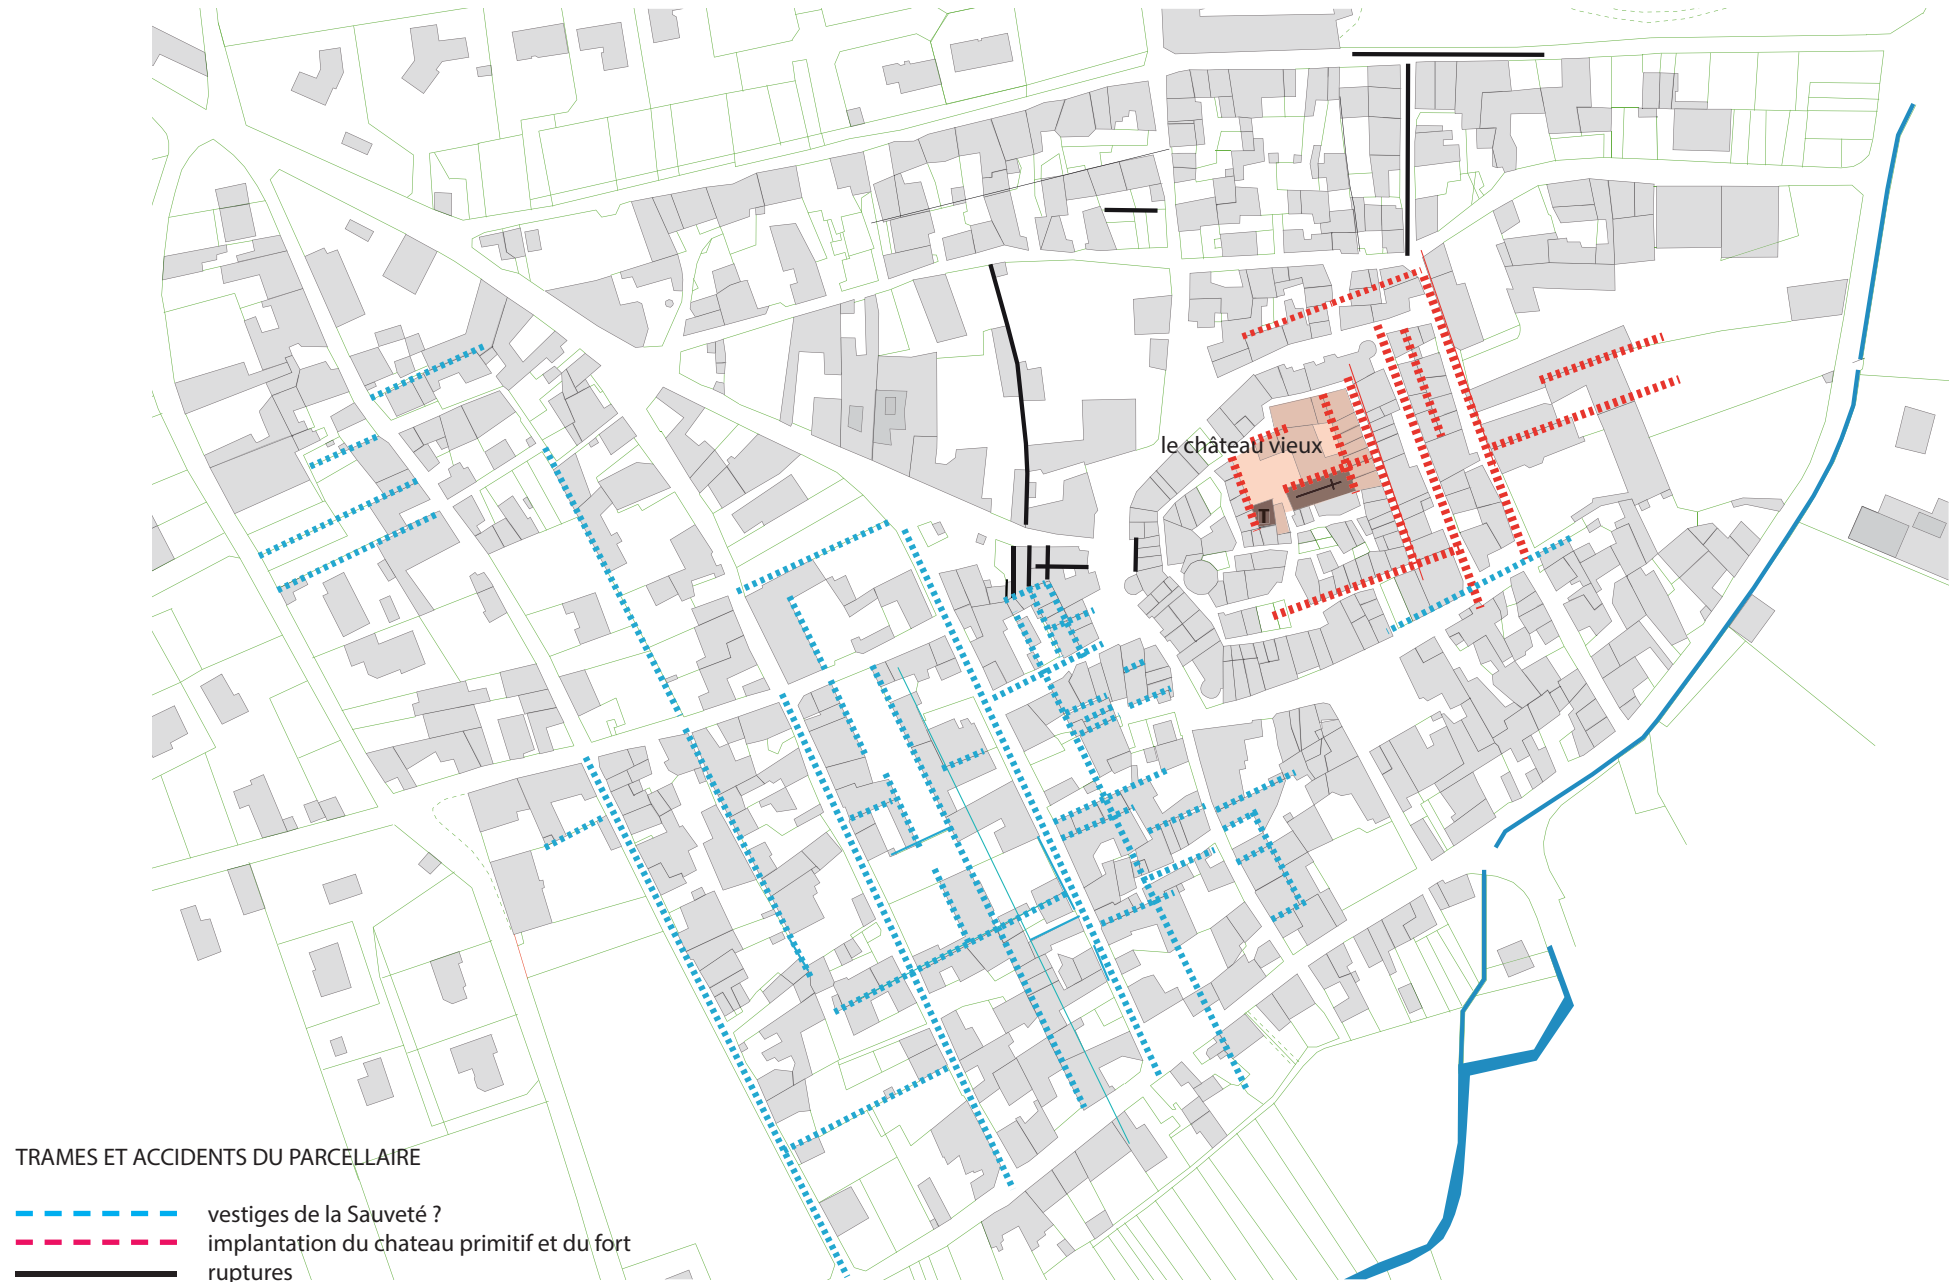 le château vieux
T
TRAMES ET ACCIDENTS DU PARCELLAIRE
vestiges de la Sauveté ?
implantation du chateau primitif et du fort
ruptures